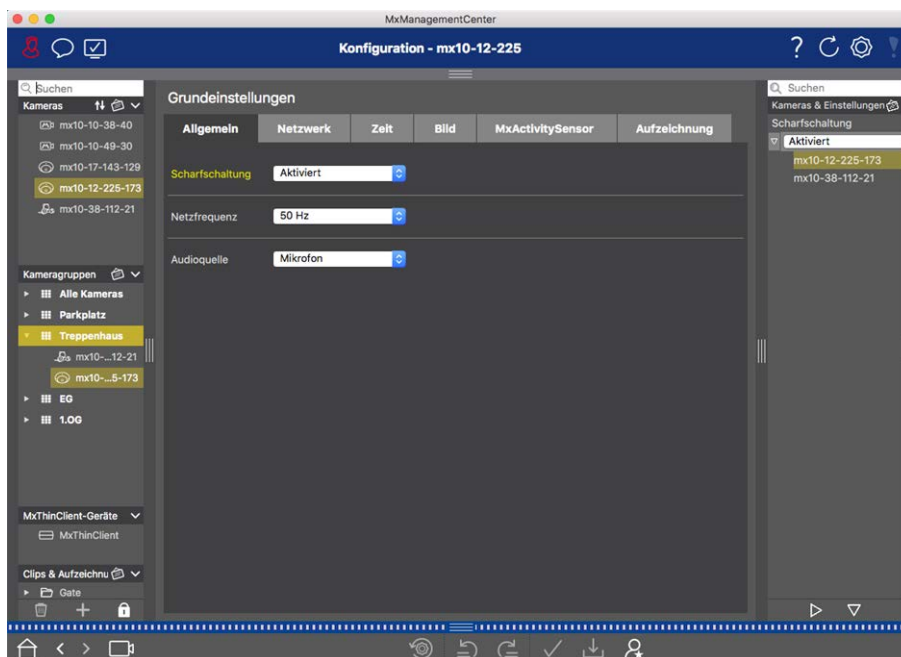 MxManagementCenter
Konfiguration - mx10-12-225
Suchen
Kameras
mx10-10-38-40
mx10-10-49-30
mx10-17-143-129
mx10-12-225-173
mx10-38-112-21
Kameragruppen
Alle Kameras
Parkplatz
Treppenhaus
mx10-...12-21
mx10-...5-173
EG
1.OG
MxThinClient-Geräte
MxThinClient
Clips & Aufzeichnu
Gate
Grundeinstellungen
Allgemein Netzwerk Zeit Bild MxActivitySensor Aufzeichnung
Scharfschaltung Aktiviert
Netzfrequenz 50 Hz
Audioquelle Mikrofon
Suchen
Kameras & Einstellungen
Scharfschaltung
Aktiviert
mx10-12-225-173
mx10-38-112-21